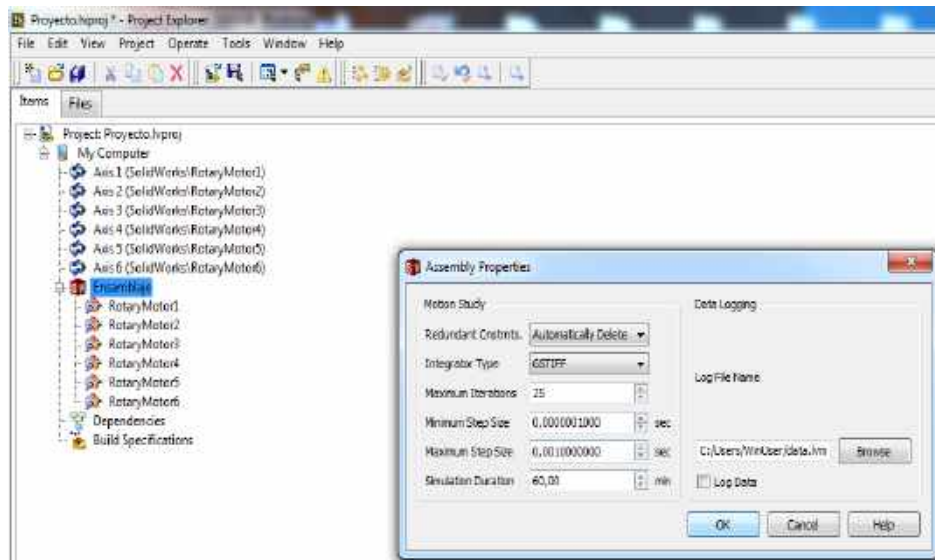 Proyecto.lvproj * - Project Explorer
File Edit View Project Operate Tools Window Help
Items Files
Project: Proyecto.lvproj
My Computer
Axis 1 (SolidWorks\RotaryMotor1)
Axis 2 (SolidWorks\RotaryMotor2)
Axis 3 (SolidWorks\RotaryMotor3)
Axis 4 (SolidWorks\RotaryMotor4)
Axis 5 (SolidWorks\RotaryMotor5)
Axis 6 (SolidWorks\RotaryMotor6)
Ensamblaje
RotaryMotor1
RotaryMotor2
RotaryMotor3
RotaryMotor4
RotaryMotor5
RotaryMotor6
Dependencies
Build Specifications
Assembly Properties
Motion Study
Redundant Cnstrnts. Automatically Delete
Integrator Type GSTIFF
Maximum Iterations 25
Minimum Step Size 0,0000001000 sec
Maximum Step Size 0,0010000000 sec
Simulation Duration 60,00 min
Data Logging
Log File Name
C:/Users/WinUser/data.lvm Browse
Log Data
OK Cancel Help